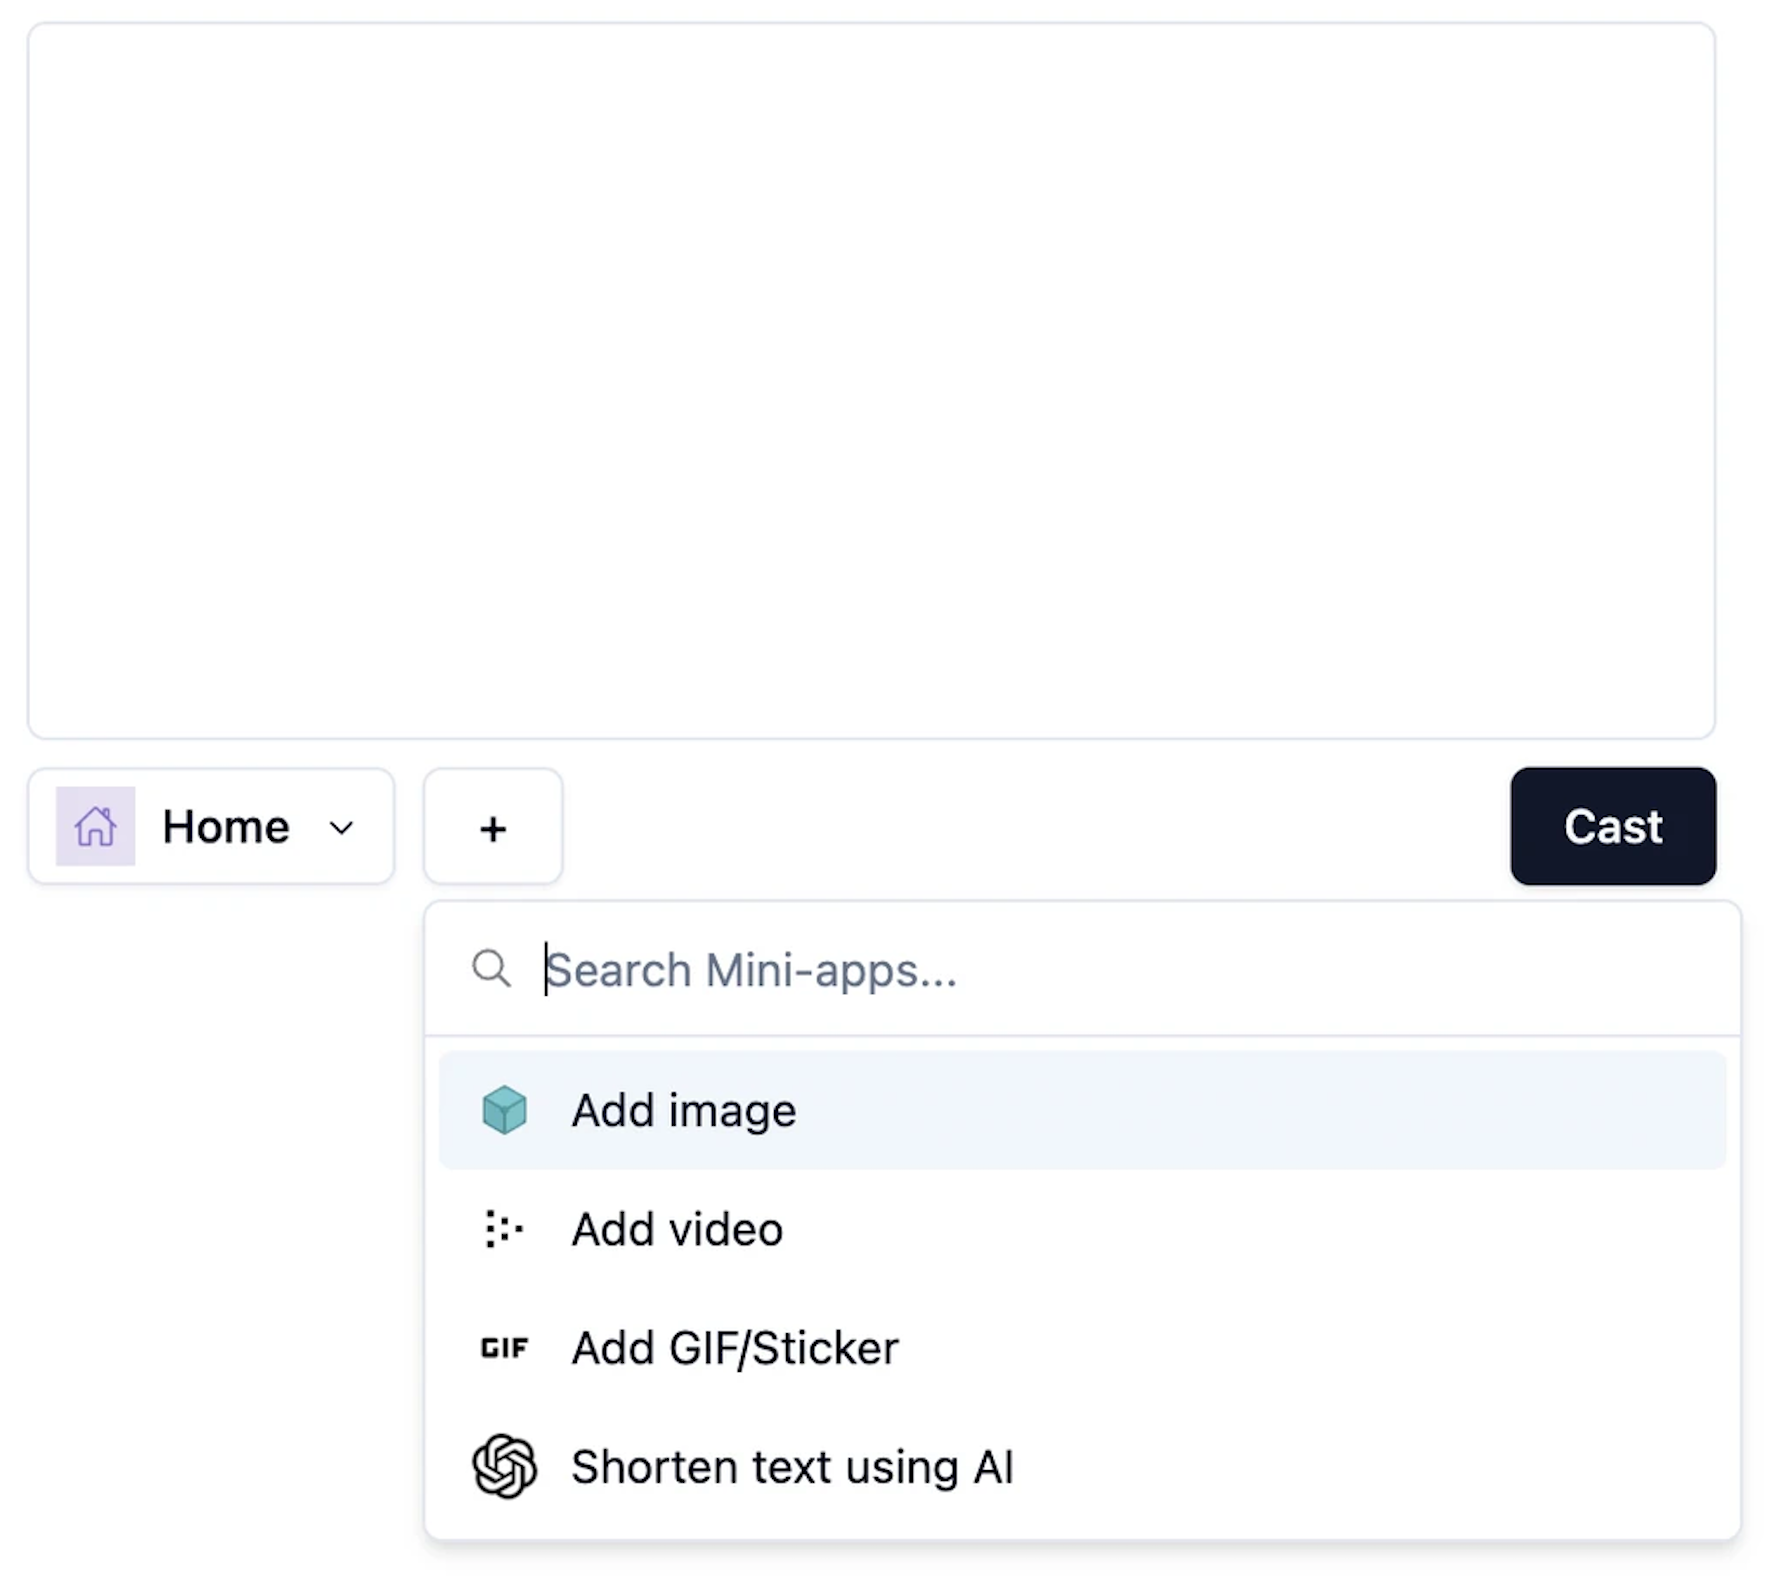 Home
+
Cast
Search Mini-apps...
Add image
Add video
GIF Add GIF/Sticker
Shorten text using AI